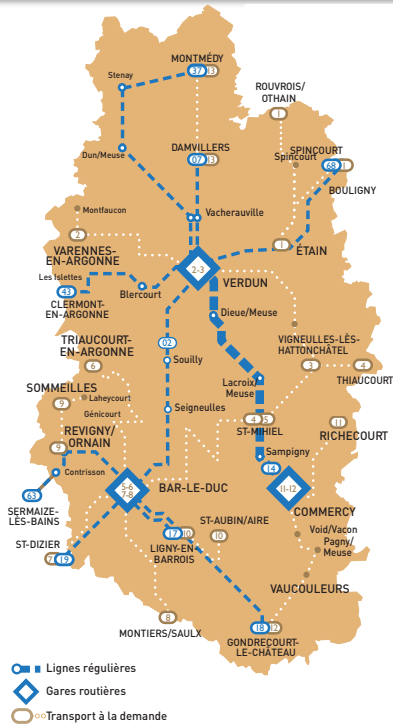 MONTMÉDY
37 13
Stenay
ROUVROIS/
OTHAIN
1
DAMVILLERS
07 13
SPINCOURT
Spincourt
68 1
BOULIGNY
Dun/Meuse
Montfaucon
Vacherauville
2
VARENNES-
EN-ARGONNE
1
ÉTAIN
Les Islettes
2-3
VERDUN
43
CLERMONT-
EN-ARGONNE
Blercourt
Dieue/Meuse
TRIAUCOURT-
EN-ARGONNE
02
VIGNEULLES-LÈS-
HATTONCHÂTEL
6
Souilly
3
4
THIAUCOURT
SOMMEILLES
Laheycourt
9
Lacroix/
Meuse
Génicourt
Seigneulles
4 5
ST-MIHIEL
11
RICHECOURT
REVIGNY/
ORNAIN
9
Sampigny
14
Contrisson
5-6
7-8
BAR-LE-DUC
11-12
63
SERMAIZE-
LÈS-BAINS
COMMERCY
ST-AUBIN/AIRE
17 10
10
Void/Vacon
ST-DIZIER
7 19
LIGNY-EN-
BARROIS
Pagny/
Meuse
VAUCOULEURS
8
MONTIERS/SAULX
18 12
GONDRECOURT-
LE-CHÂTEAU
Lignes régulières
Gares routières
Transport à la demande